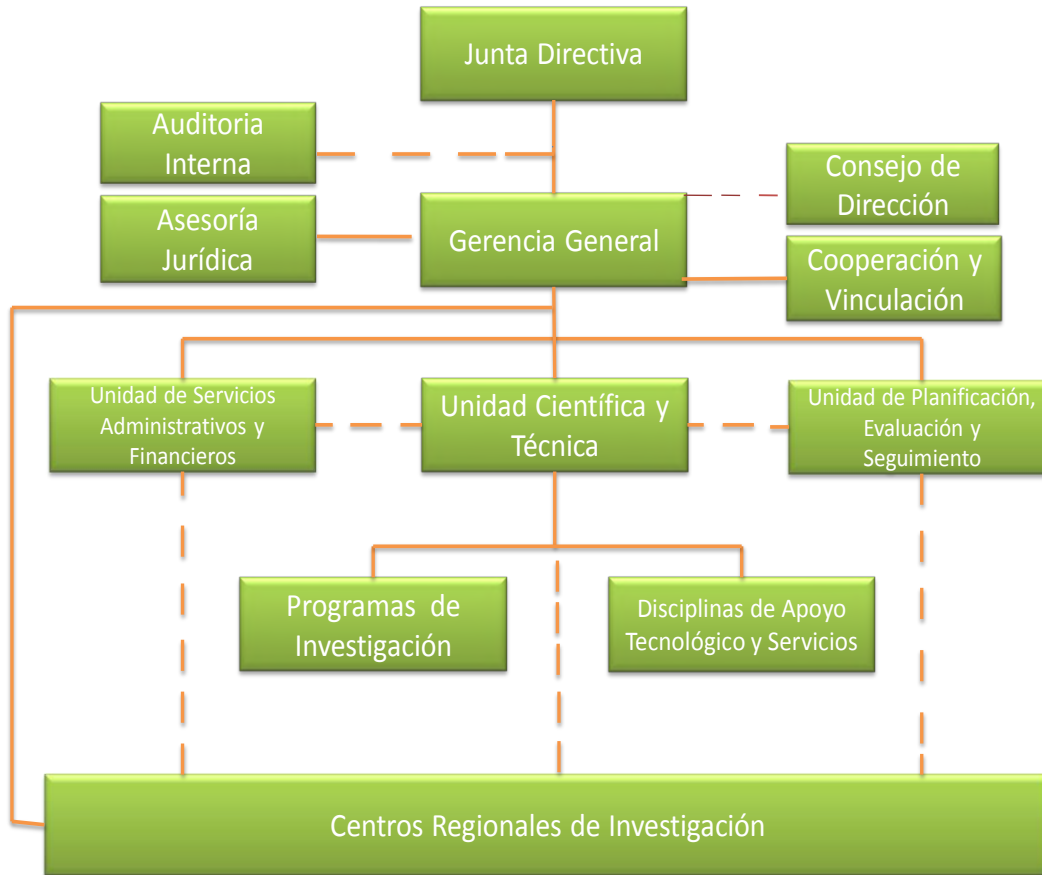 Junta Directiva
Auditoria
Interna
Consejo de
Dirección
Asesoría
Jurídica
Gerencia General
Cooperación y
Vinculación
Unidad de Servicios
Administrativos y
Financieros
Unidad Científica y
Técnica
Unidad de Planificación,
Evaluación y
Seguimiento
Programas de
Investigación
Disciplinas de Apoyo
Tecnológico y Servicios
Centros Regionales de Investigación